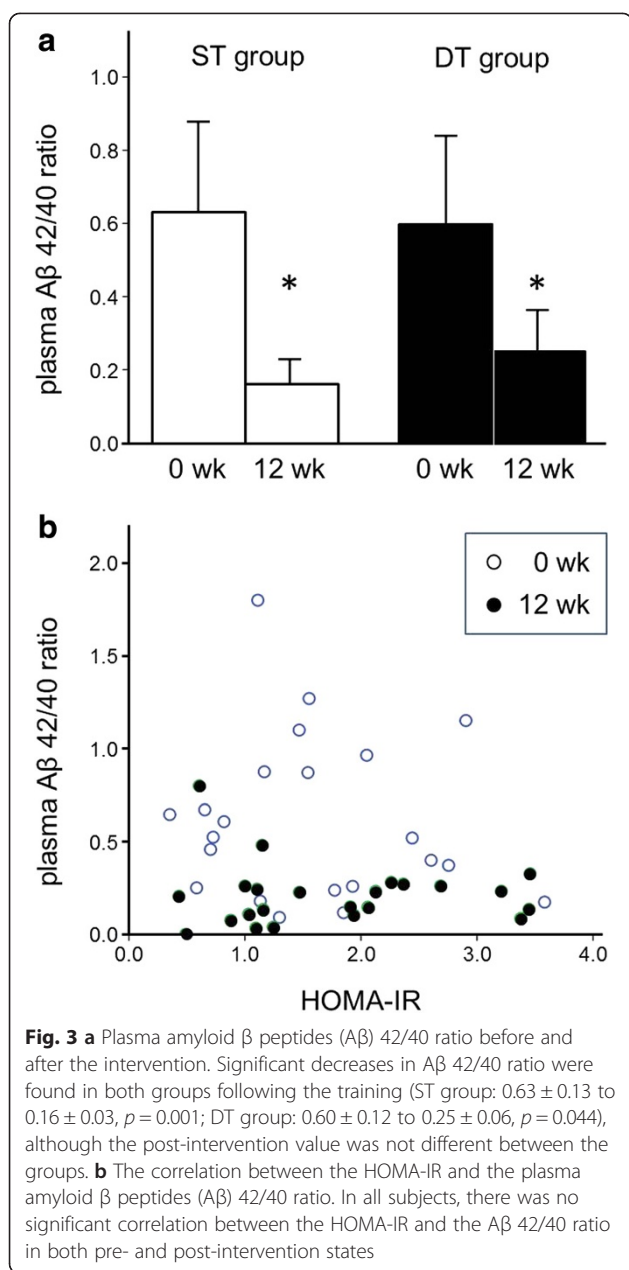 a
ST group DT group
plasma Aβ 42/40 ratio
1.0
0.8
0.6
0.4
0.2
0.0
* *
0 wk 12 wk 0 wk 12 wk
b
plasma Aβ 42/40 ratio
2.0
1.5
1.0
0.5
0.0
0 wk
12 wk
0.0 1.0 2.0 3.0 4.0
HOMA-IR
Fig. 3 a Plasma amyloid β peptides (Aβ) 42/40 ratio before and
after the intervention. Significant decreases in Aβ 42/40 ratio were
found in both groups following the training (ST group: 0.63 ± 0.13 to
0.16 ± 0.03, p = 0.001; DT group: 0.60 ± 0.12 to 0.25 ± 0.06, p = 0.044),
although the post-intervention value was not different between the
groups. b The correlation between the HOMA-IR and the plasma
amyloid β peptides (Aβ) 42/40 ratio. In all subjects, there was no
significant correlation between the HOMA-IR and the Aβ 42/40 ratio
in both pre- and post-intervention states